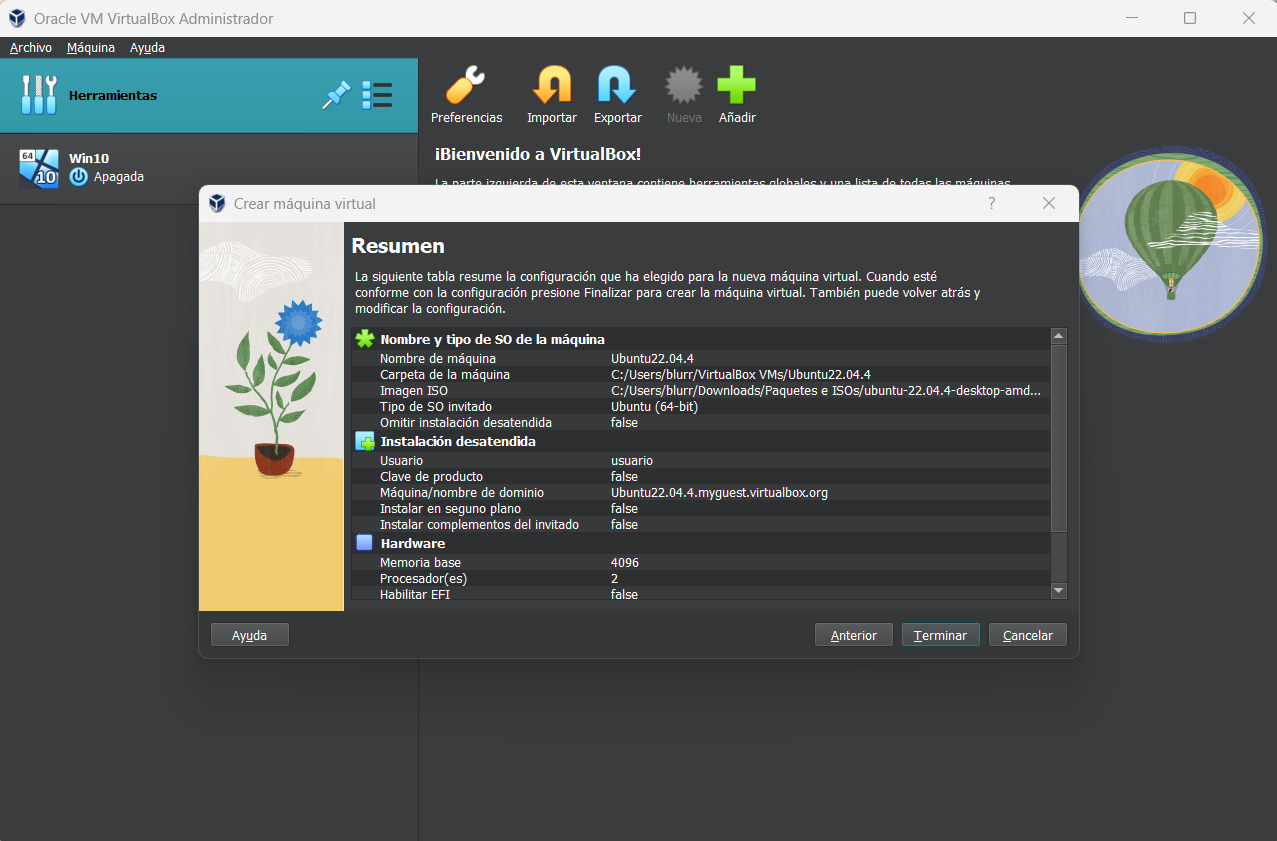 Oracle VM VirtualBox Administrador
Archivo Máquina Ayuda
Herramientas
Preferencias Importar Exportar Nueva Añadir
64
10
Win10
Apagada
¡Bienvenido a VirtualBox!
La parte izquierda de esta ventana contiene herramientas globales y una lista de todas las máquinas
Crear máquina virtual
?
Resumen
La siguiente tabla resume la configuración que ha elegido para la nueva máquina virtual. Cuando esté
conforme con la configuración presione Finalizar para crear la máquina virtual. También puede volver atrás y
modificar la configuración.
Nombre y tipo de SO de la máquina
Nombre de máquina Ubuntu22.04.4
Carpeta de la máquina C:/Users/blurr/VirtualBox VMs/Ubuntu22.04.4
Imagen ISO C:/Users/blurr/Downloads/Paquetes e ISOs/ubuntu-22.04.4-desktop-amd...
Tipo de SO invitado Ubuntu (64-bit)
Omitir instalación desatendida false
Instalación desatendida
Usuario usuario
Clave de producto false
Máquina/nombre de dominio Ubuntu22.04.4.myguest.virtualbox.org
Instalar en seguno plano false
Instalar complementos del invitado false
Hardware
Memoria base 4096
Procesador(es) 2
Habilitar EFI false
Ayuda Anterior Terminar Cancelar